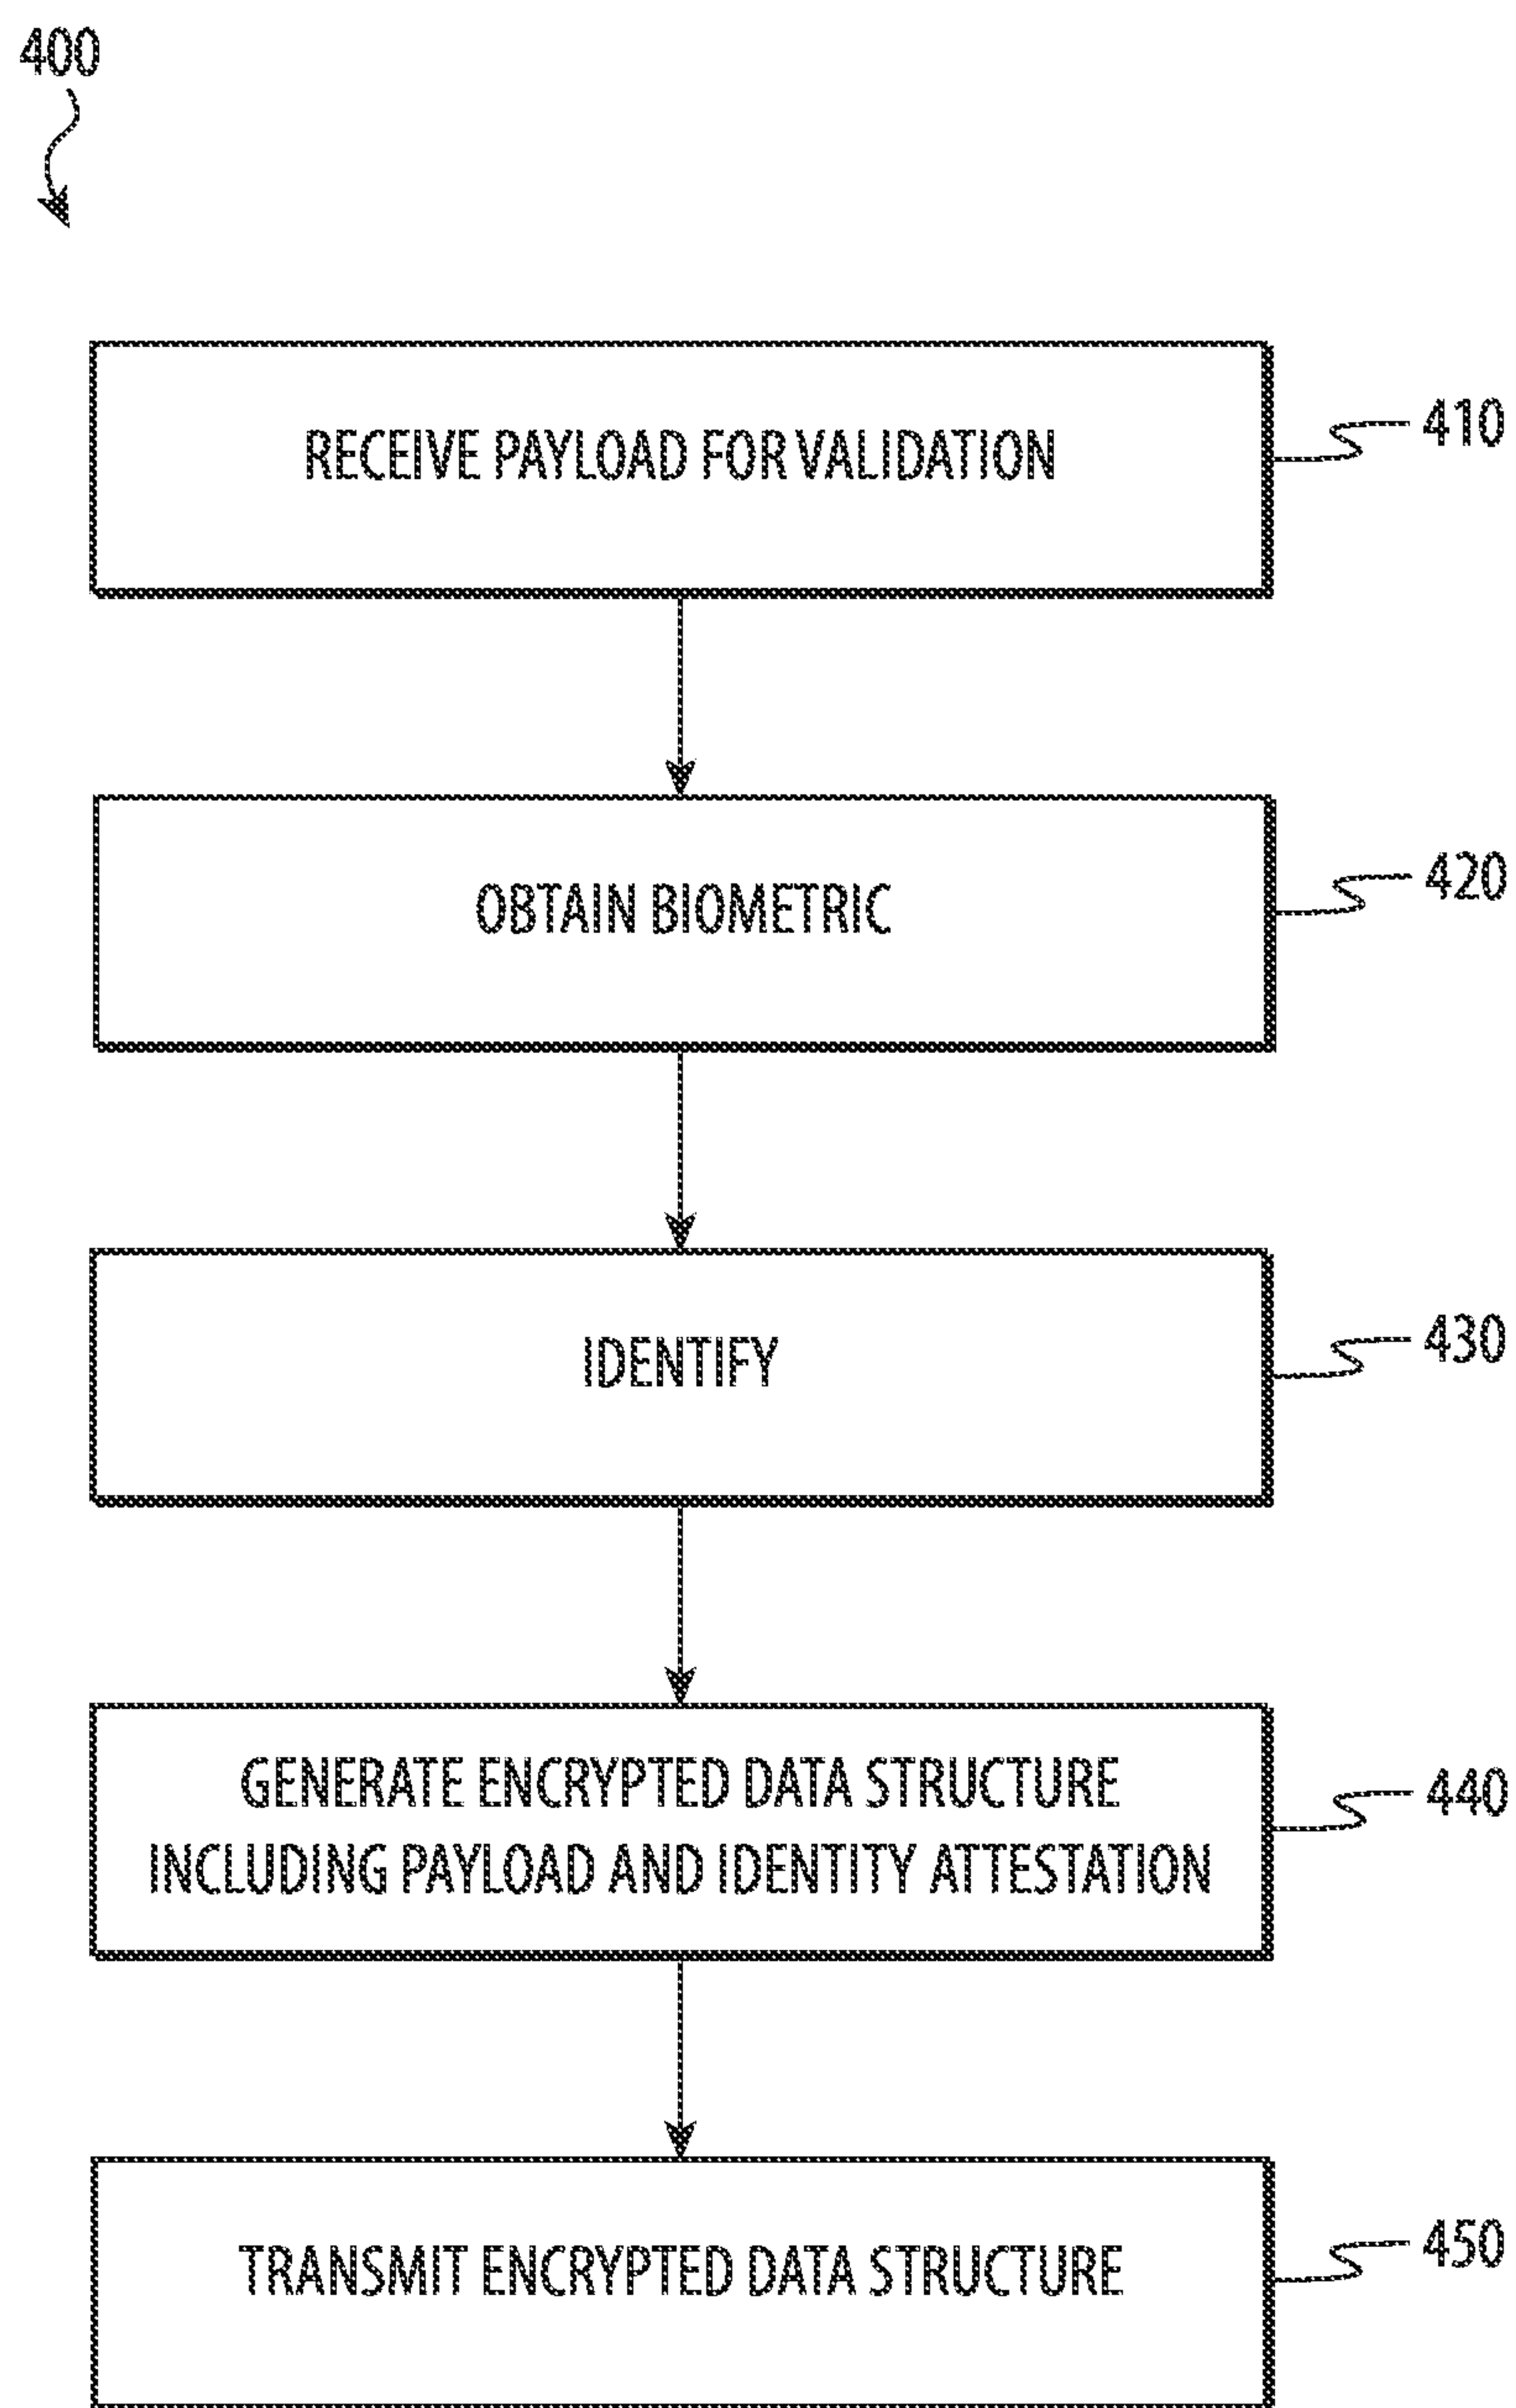 400
RECEIVE PAYLOAD FOR VALIDATION
410
OBTAIN BIOMETRIC
420
IDENTIFY
430
GENERATE ENCRYPTED DATA STRUCTURE
INCLUDING PAYLOAD AND IDENTITY ATTESTATION
440
TRANSMIT ENCRYPTED DATA STRUCTURE
450